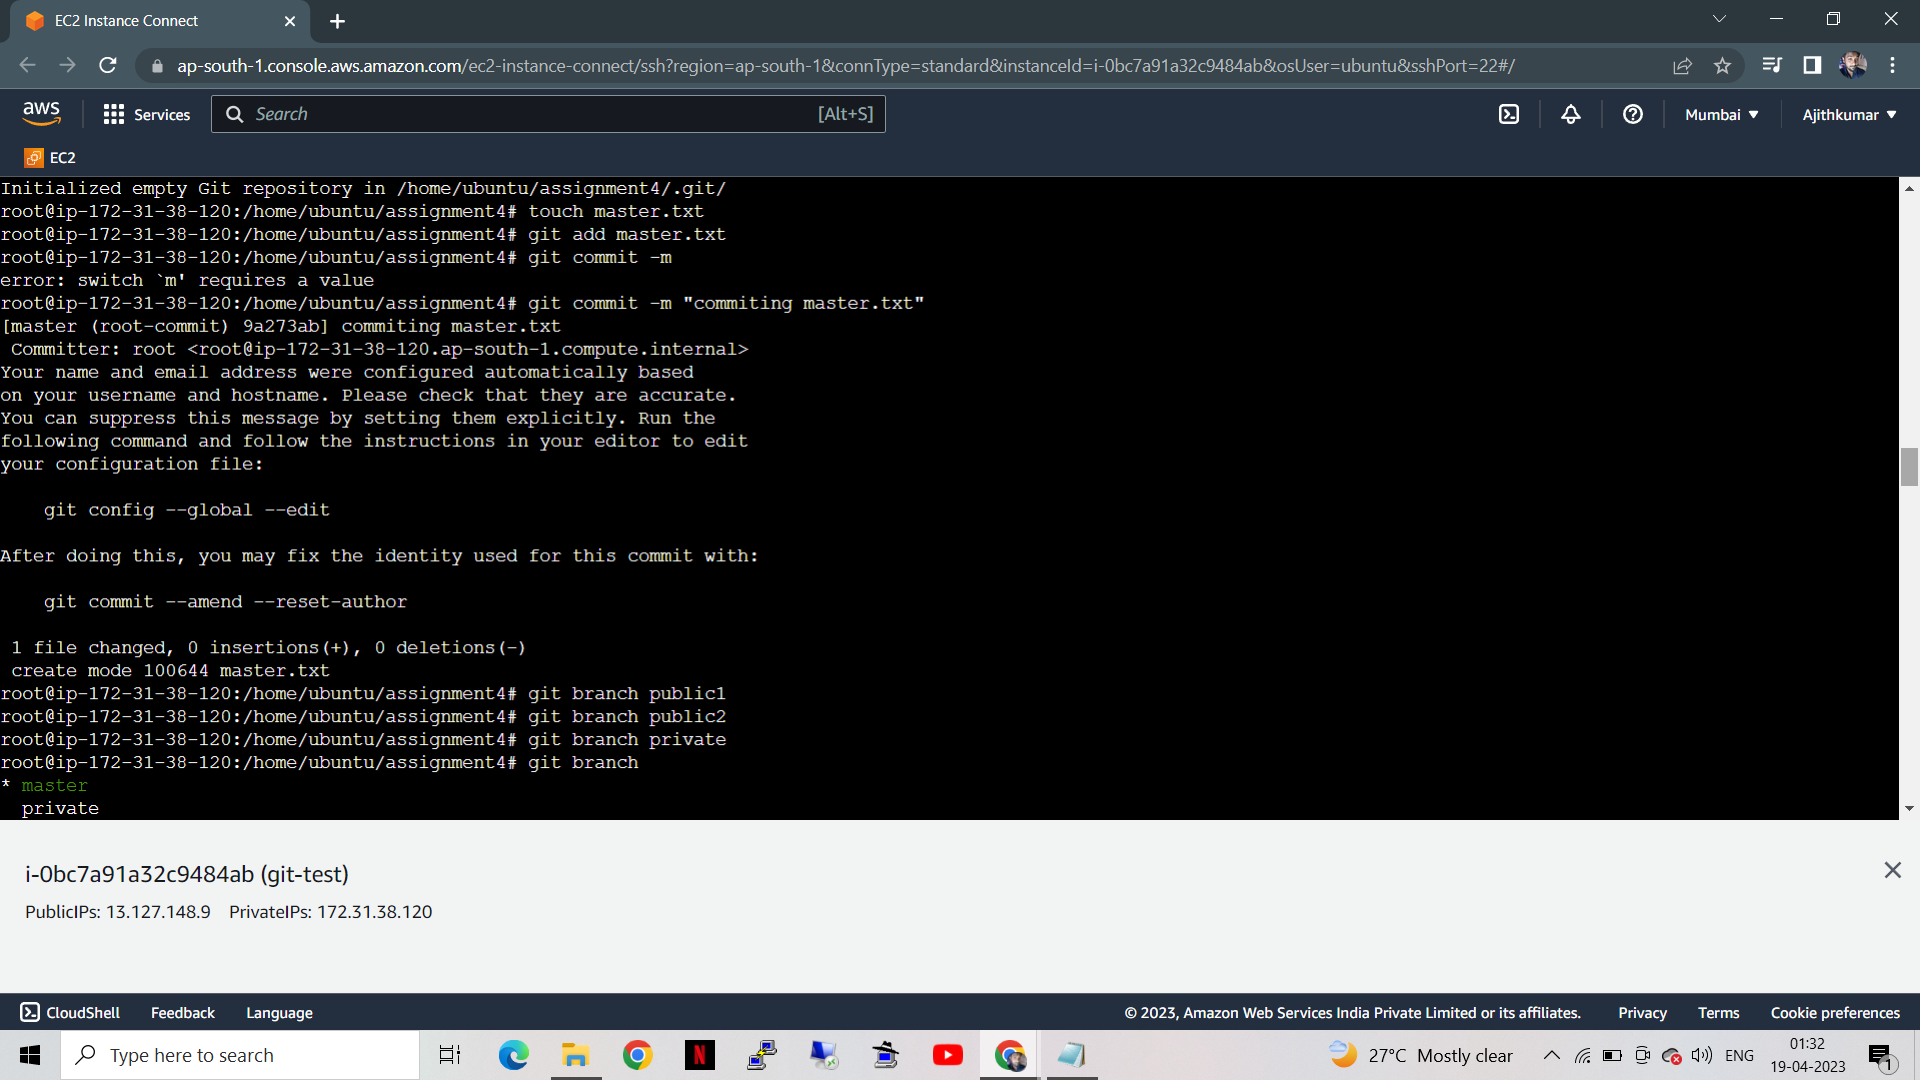 EC2 Instance Connect
ap-south-1.console.aws.amazon.com/ec2-instance-connect/ssh?region=ap-south-1&connType=standard&instanceId=i-0bc7a91a32c9484ab&osUser=ubuntu&sshPort=22#/
aws Services Search [Alt+S] Mumbai Ajithkumar
EC2
Initialized empty Git repository in /home/ubuntu/assignment4/.git/
root@ip-172-31-38-120:/home/ubuntu/assignment4# touch master.txt
root@ip-172-31-38-120:/home/ubuntu/assignment4# git add master.txt
root@ip-172-31-38-120:/home/ubuntu/assignment4# git commit -m
error: switch `m' requires a value
root@ip-172-31-38-120:/home/ubuntu/assignment4# git commit -m "commiting master.txt"
[master (root-commit) 9a273ab] commiting master.txt
 Committer: root <root@ip-172-31-38-120.ap-south-1.compute.internal>
Your name and email address were configured automatically based
on your username and hostname. Please check that they are accurate.
You can suppress this message by setting them explicitly. Run the
following command and follow the instructions in your editor to edit
your configuration file:
    git config --global --edit
After doing this, you may fix the identity used for this commit with:
    git commit --amend --reset-author
 1 file changed, 0 insertions(+), 0 deletions(-)
 create mode 100644 master.txt
root@ip-172-31-38-120:/home/ubuntu/assignment4# git branch public1
root@ip-172-31-38-120:/home/ubuntu/assignment4# git branch public2
root@ip-172-31-38-120:/home/ubuntu/assignment4# git branch private
root@ip-172-31-38-120:/home/ubuntu/assignment4# git branch
* master
  private
i-0bc7a91a32c9484ab (git-test)
PublicIPs: 13.127.148.9 PrivateIPs: 172.31.38.120
CloudShell Feedback Language © 2023, Amazon Web Services India Private Limited or its affiliates. Privacy Terms Cookie preferences
Type here to search N 27°C Mostly clear ENG 01:32
19-04-2023 1